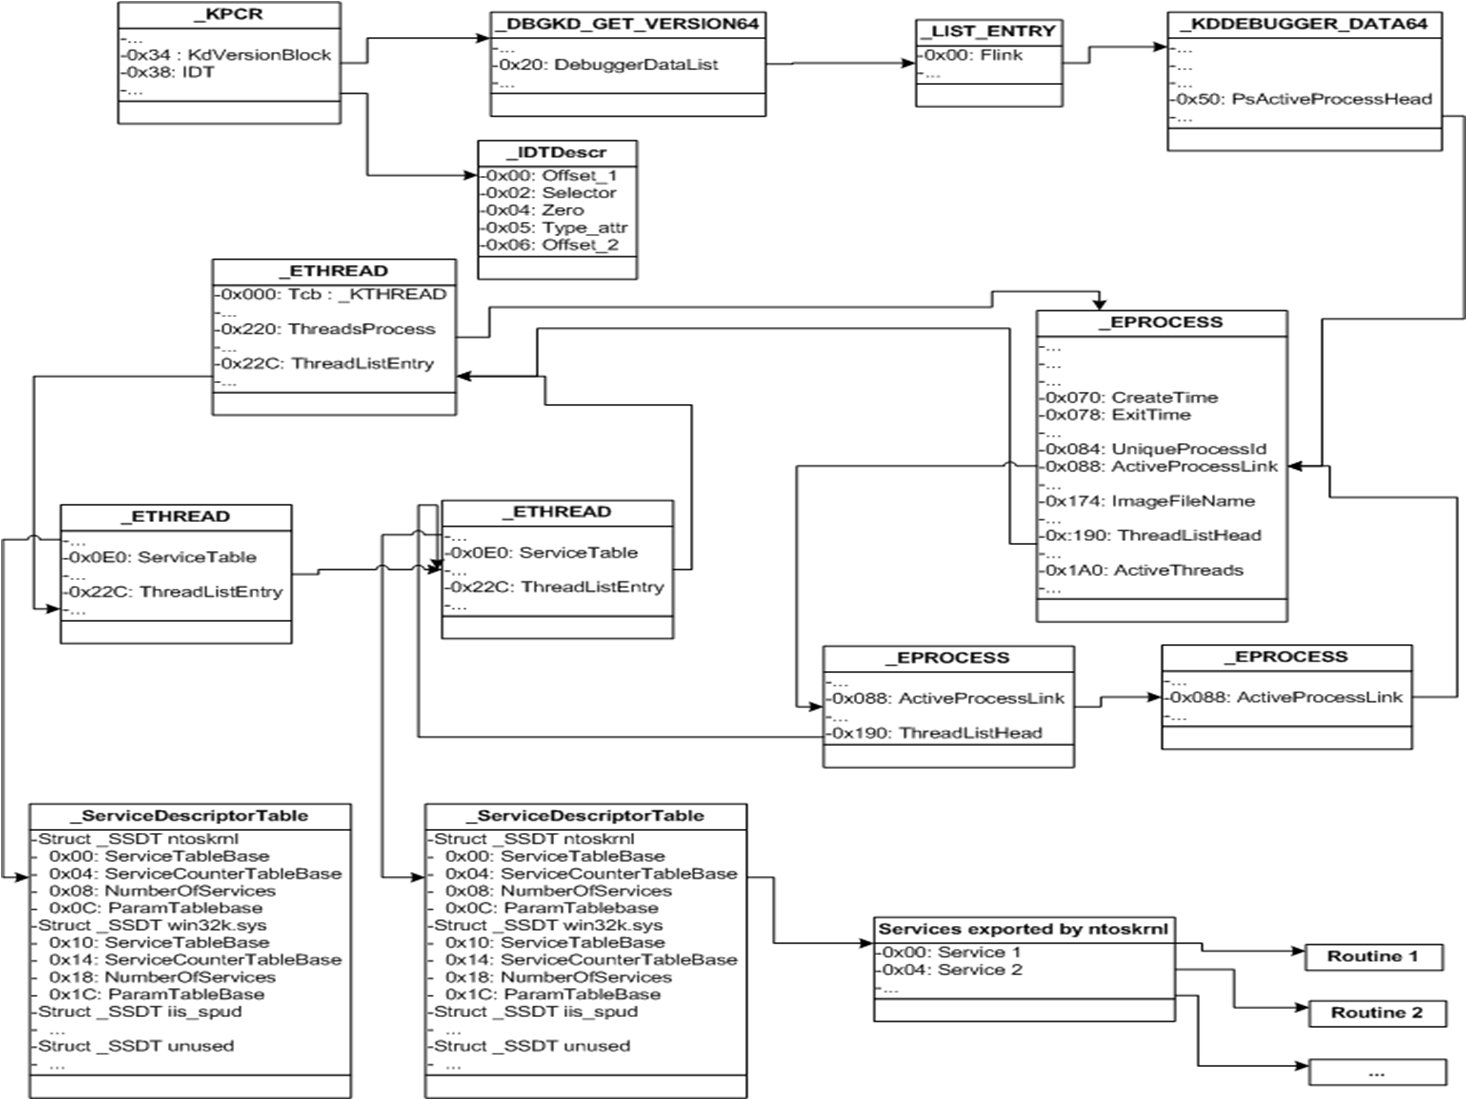 _KPCR
-...
-0x34 : KdVersionBlock
-0x38: IDT
-...
_DBGKD_GET_VERSION64
-...
-0x20: DebuggerDataList
-...
_LIST_ENTRY
-0x00: Flink
-...
_KDDEBUGGER_DATA64
-...
-...
-...
-0x50: PsActiveProcessHead
-...
_IDTDescr
-0x00: Offset_1
-0x02: Selector
-0x04: Zero
-0x05: Type_attr
-0x06: Offset_2
_ETHREAD
-0x000: Tcb : _KTHREAD
-...
-0x220: ThreadsProcess
-...
-0x22C: ThreadListEntry
-...
_EPROCESS
-...
-...
-...
-0x070: CreateTime
-0x078: ExitTime
-...
-0x084: UniqueProcessId
-0x088: ActiveProcessLink
-...
-0x174: ImageFileName
-...
-0x:190: ThreadListHead
-...
-0x1A0: ActiveThreads
-...
_ETHREAD
-...
-0x0E0: ServiceTable
-...
-0x22C: ThreadListEntry
-...
_ETHREAD
-...
-0x0E0: ServiceTable
-...
-0x22C: ThreadListEntry
-...
_EPROCESS
-...
-0x088: ActiveProcessLink
-...
-0x190: ThreadListHead
_EPROCESS
-...
-0x088: ActiveProcessLink
-...
_ServiceDescriptorTable
-Struct _SSDT ntoskrnl
- 0x00: ServiceTableBase
- 0x04: ServiceCounterTableBase
- 0x08: NumberOfServices
- 0x0C: ParamTablebase
-Struct _SSDT win32k.sys
- 0x10: ServiceTableBase
- 0x14: ServiceCounterTableBase
- 0x18: NumberOfServices
- 0x1C: ParamTableBase
-Struct _SSDT iis_spud
- ...
-Struct _SSDT unused
- ...
_ServiceDescriptorTable
-Struct _SSDT ntoskrnl
- 0x00: ServiceTableBase
- 0x04: ServiceCounterTableBase
- 0x08: NumberOfServices
- 0x0C: ParamTablebase
-Struct _SSDT win32k.sys
- 0x10: ServiceTableBase
- 0x14: ServiceCounterTableBase
- 0x18: NumberOfServices
- 0x1C: ParamTableBase
-Struct _SSDT iis_spud
- ...
-Struct _SSDT unused
- ...
Services exported by ntoskrnl
-0x00: Service 1
-0x04: Service 2
-...
Routine 1
Routine 2
...